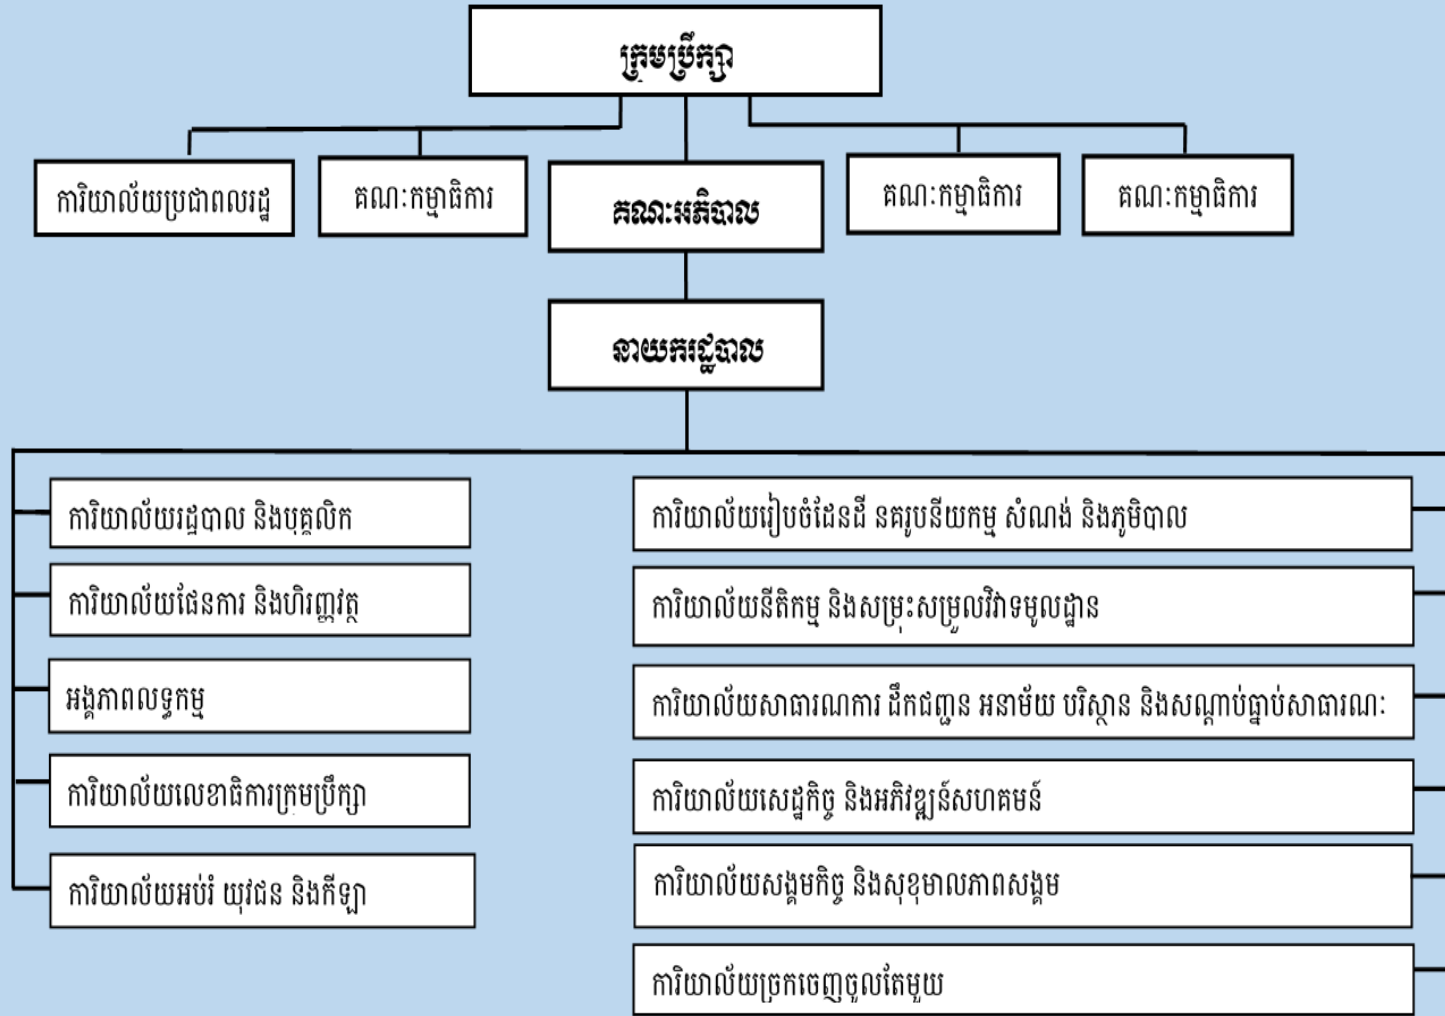 ក្រុមប្រឹក្សា
ការិយាល័យប្រជាពលរដ្ឋ
គណៈកម្មាធិការ
គណៈអភិបាល
គណៈកម្មាធិការ
គណៈកម្មាធិការ
នាយករដ្ឋបាល
ការិយាល័យរដ្ឋបាល និងបុគ្គលិក
ការិយាល័យផែនការ និងហិរញ្ញវត្ថុ
អង្គភាពលទ្ធកម្ម
ការិយាល័យលេខាធិការក្រុមប្រឹក្សា
ការិយាល័យអប់រំ យុវជន និងកីឡា
ការិយាល័យរៀបចំដែនដី នគរូបនីយកម្ម សំណង់ និងភូមិបាល
ការិយាល័យនីតិកម្ម និងសម្រុះសម្រួលវិវាទមូលដ្ឋាន
ការិយាល័យសាធារណការ ដឹកជញ្ជូន អនាម័យ បរិស្ថាន និងសណ្តាប់ធ្នាប់សាធារណៈ
ការិយាល័យសេដ្ឋកិច្ច និងអភិវឌ្ឍន៍សហគមន៍
ការិយាល័យសង្គមកិច្ច និងសុខុមាលភាពសង្គម
ការិយាល័យច្រកចេញចូលតែមួយ